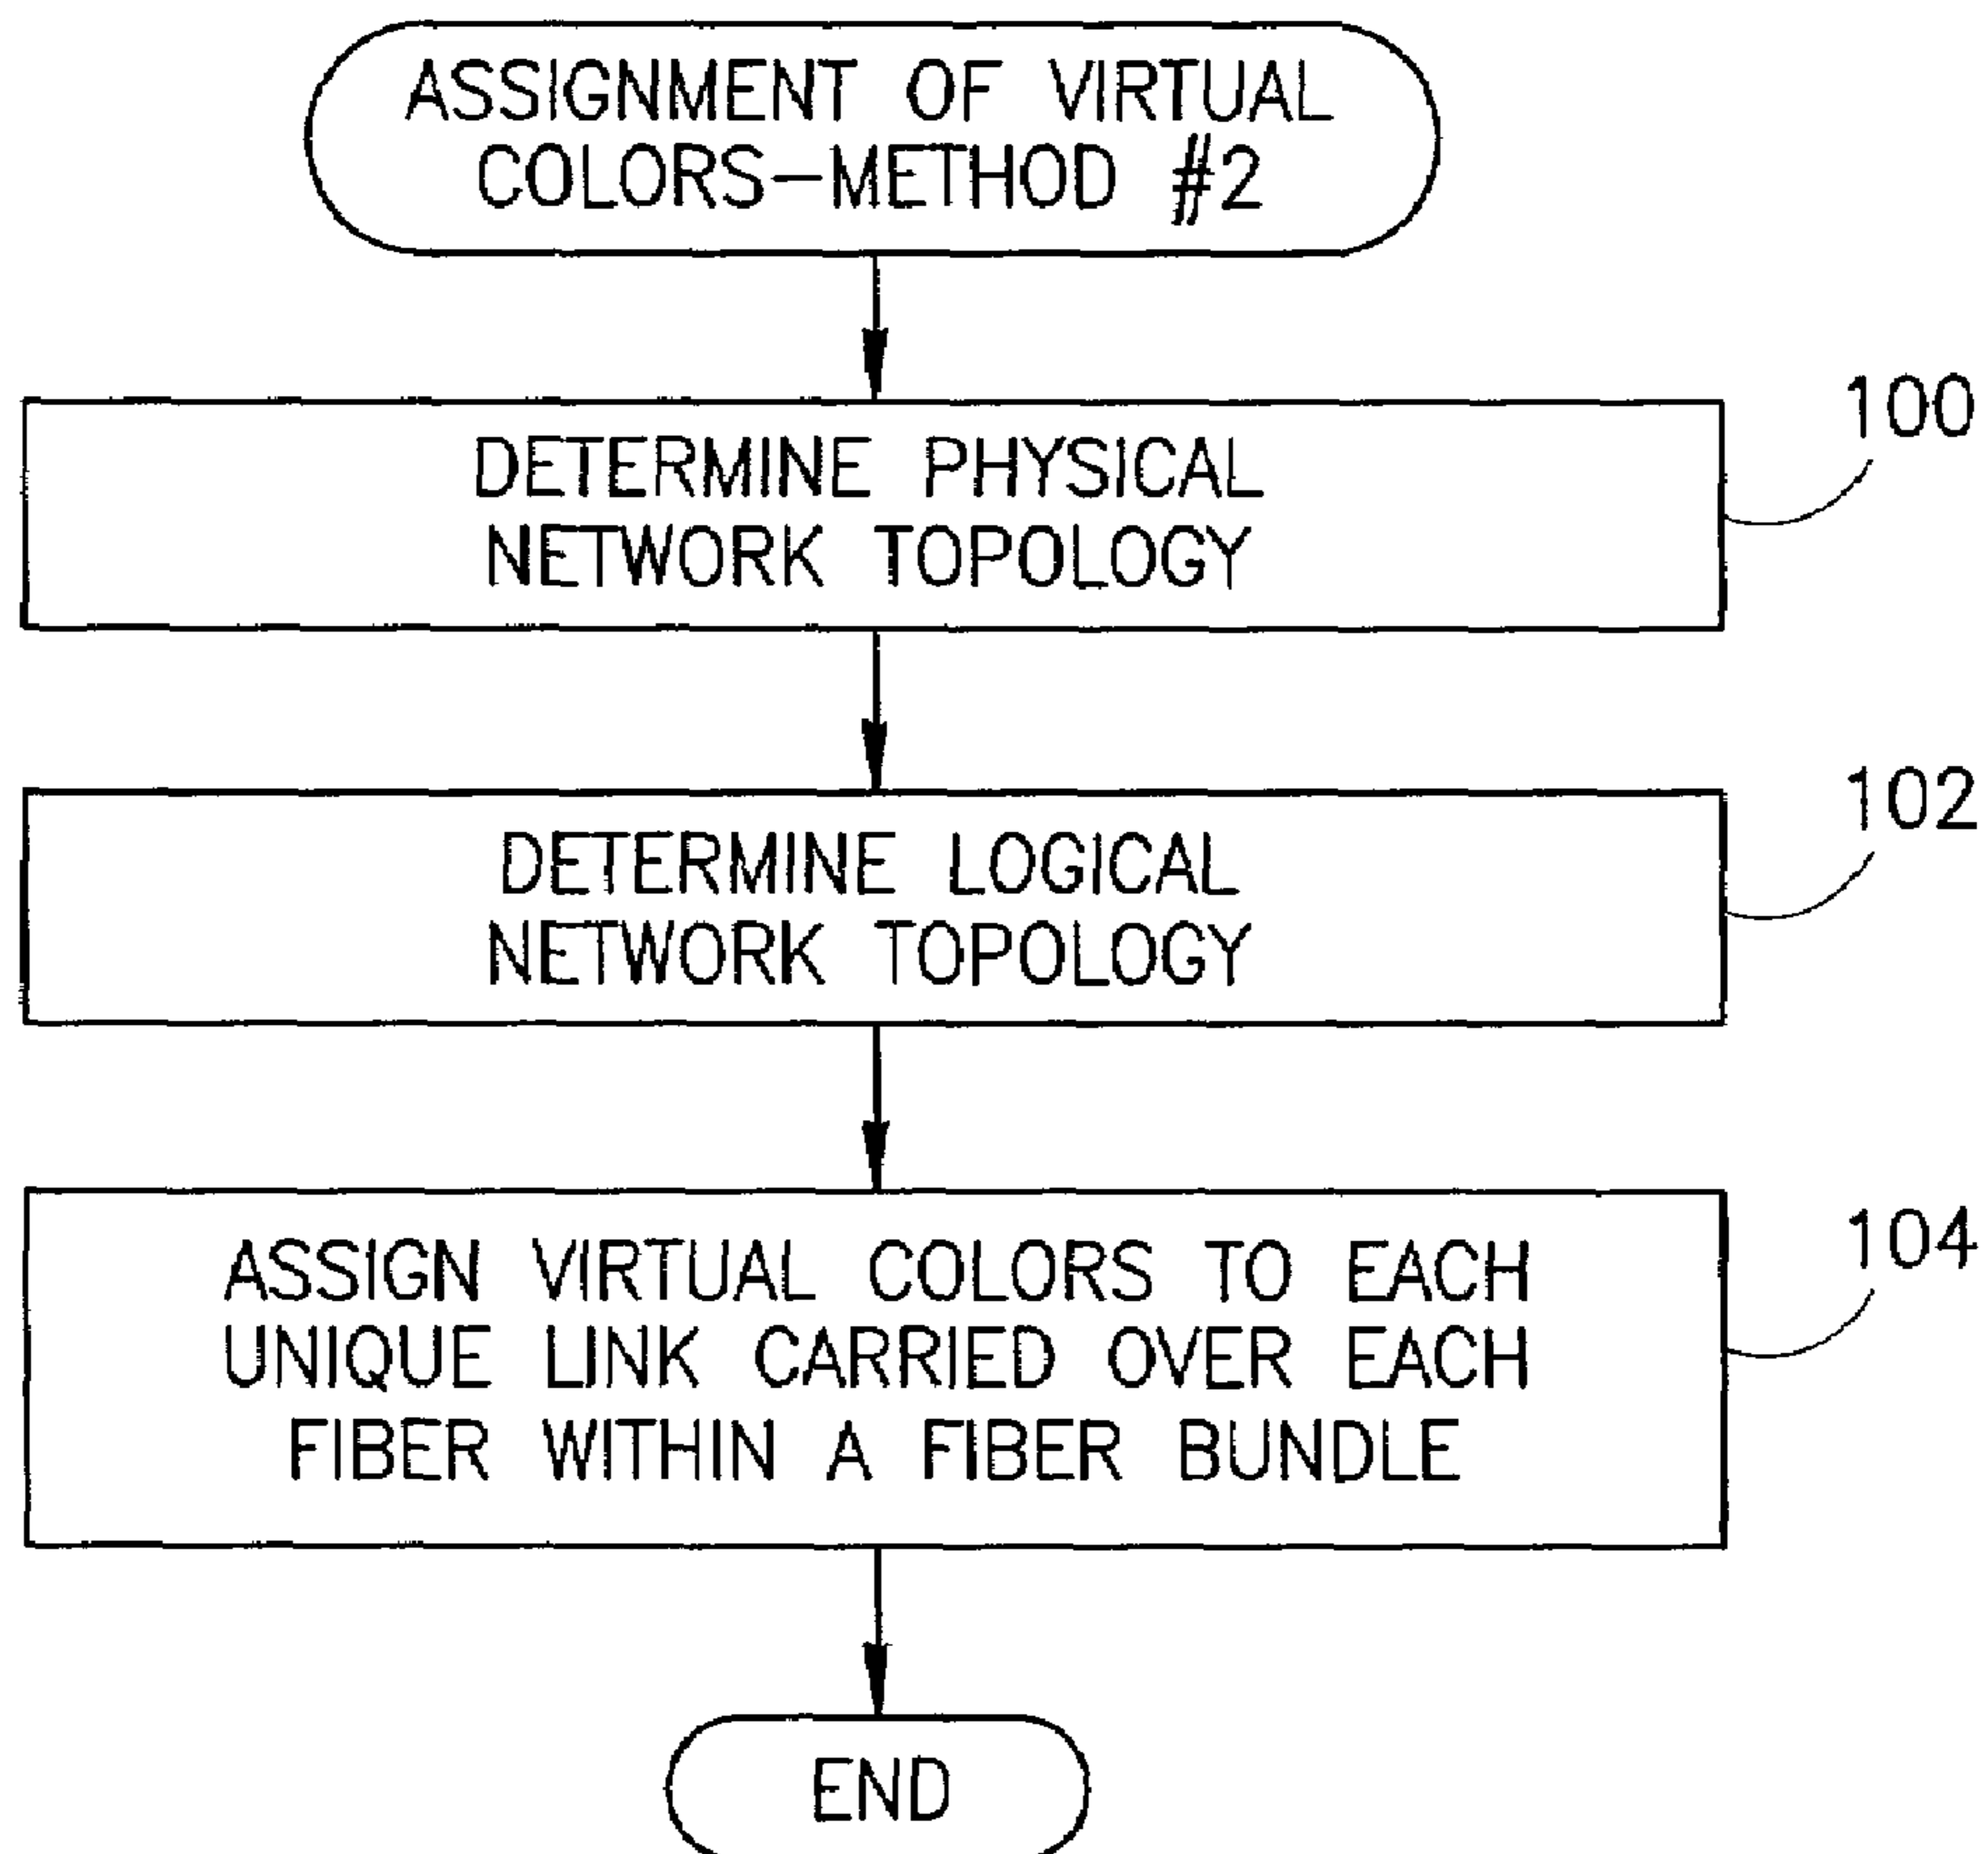 ASSIGNMENT OF VIRTUAL
COLORS-METHOD #2
100
DETERMINE PHYSICAL
NETWORK TOPOLOGY
102
DETERMINE LOGICAL
NETWORK TOPOLOGY
104
ASSIGN VIRTUAL COLORS TO EACH
UNIQUE LINK CARRIED OVER EACH
FIBER WITHIN A FIBER BUNDLE
END